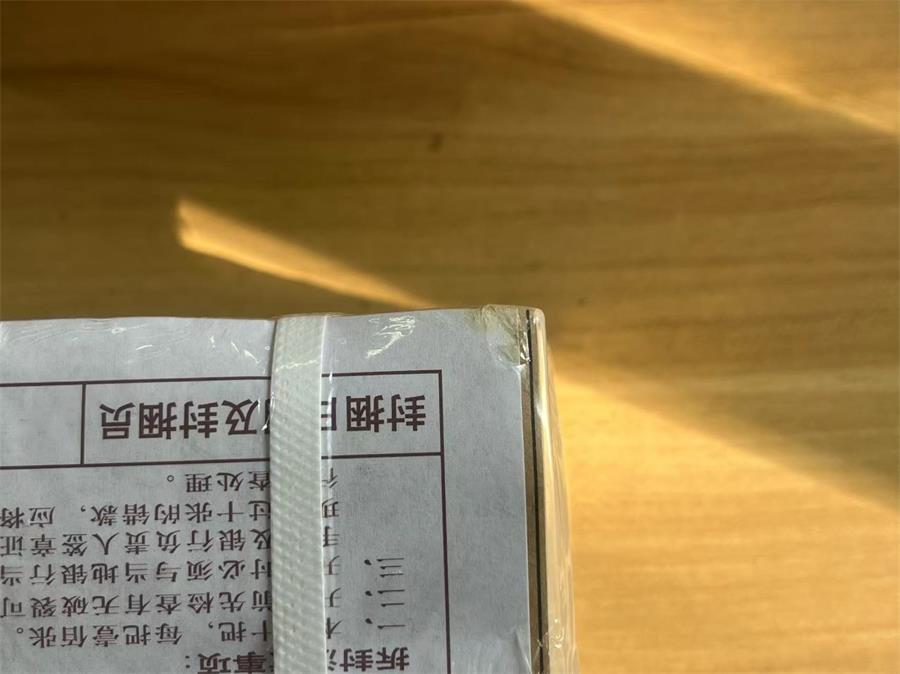 拆封 事项：
一、 十把，每把壹佰张。
二、 前先检查有无破裂可
三、 时必须与当地银行当
及银行负责人签章证
过十张的错款，应将
查处理。
封捆日 及封捆员